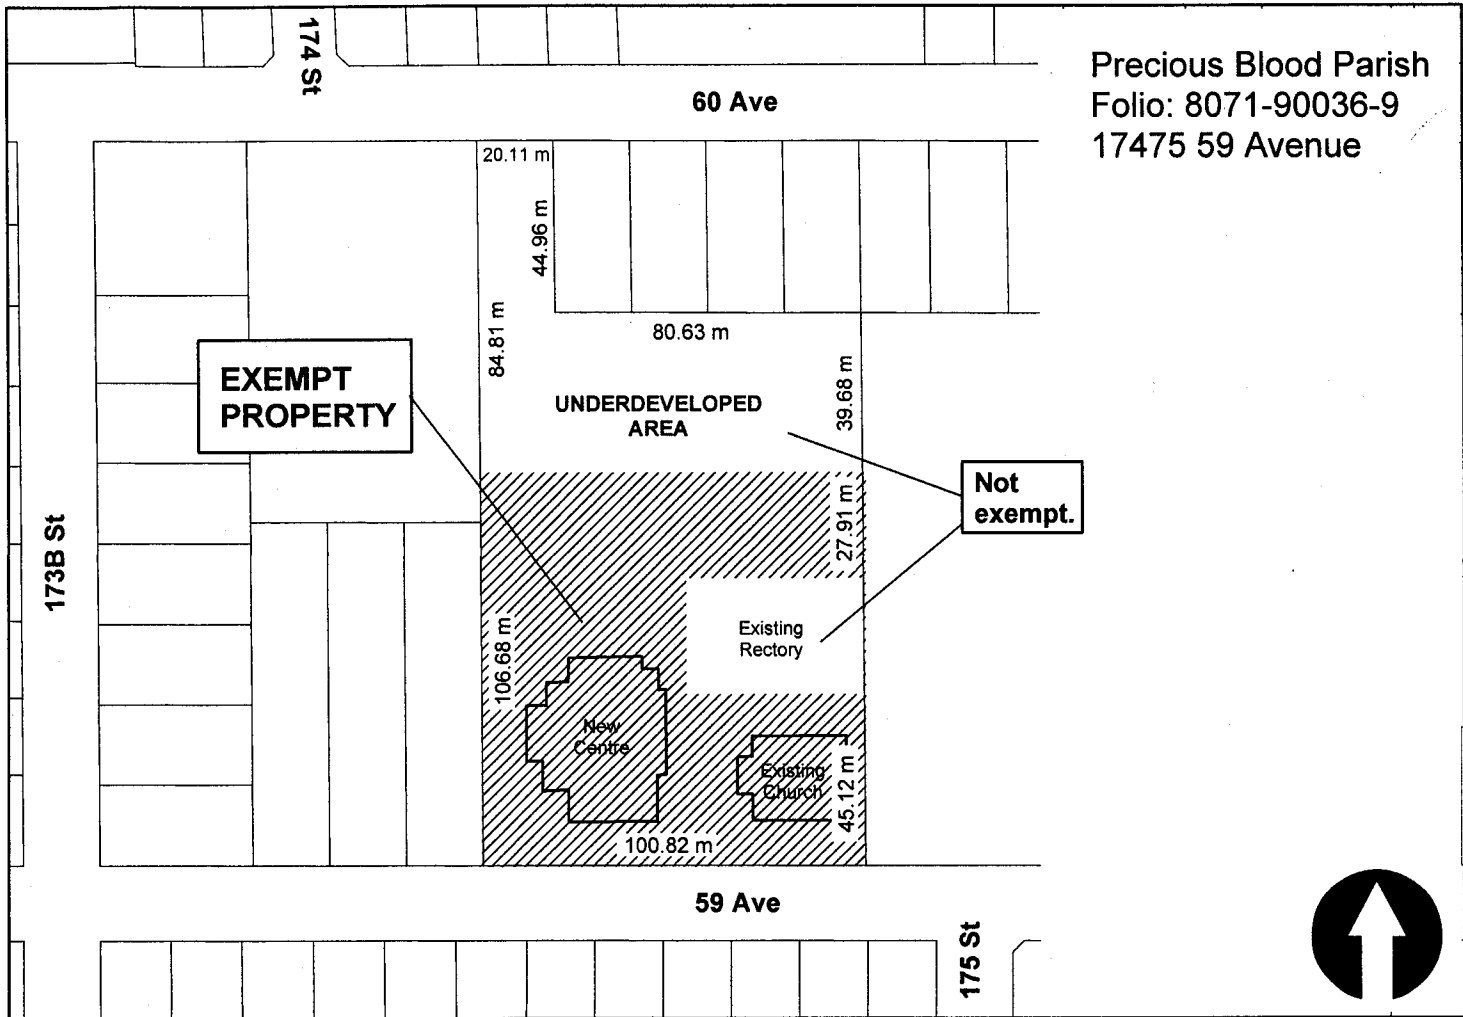 174 St
60 Ave
Precious Blood Parish
Folio: 8071-90036-9
17475 59 Avenue
20.11 m
44.96 m
84.81 m
80.63 m
39.68 m
EXEMPT
PROPERTY
UNDERDEVELOPED
AREA
Not
exempt.
27.91 m
173B St
106.68 m
Existing
Rectory
New
Centre
Existing
Church
45.12 m
100.82 m
59 Ave
175 St